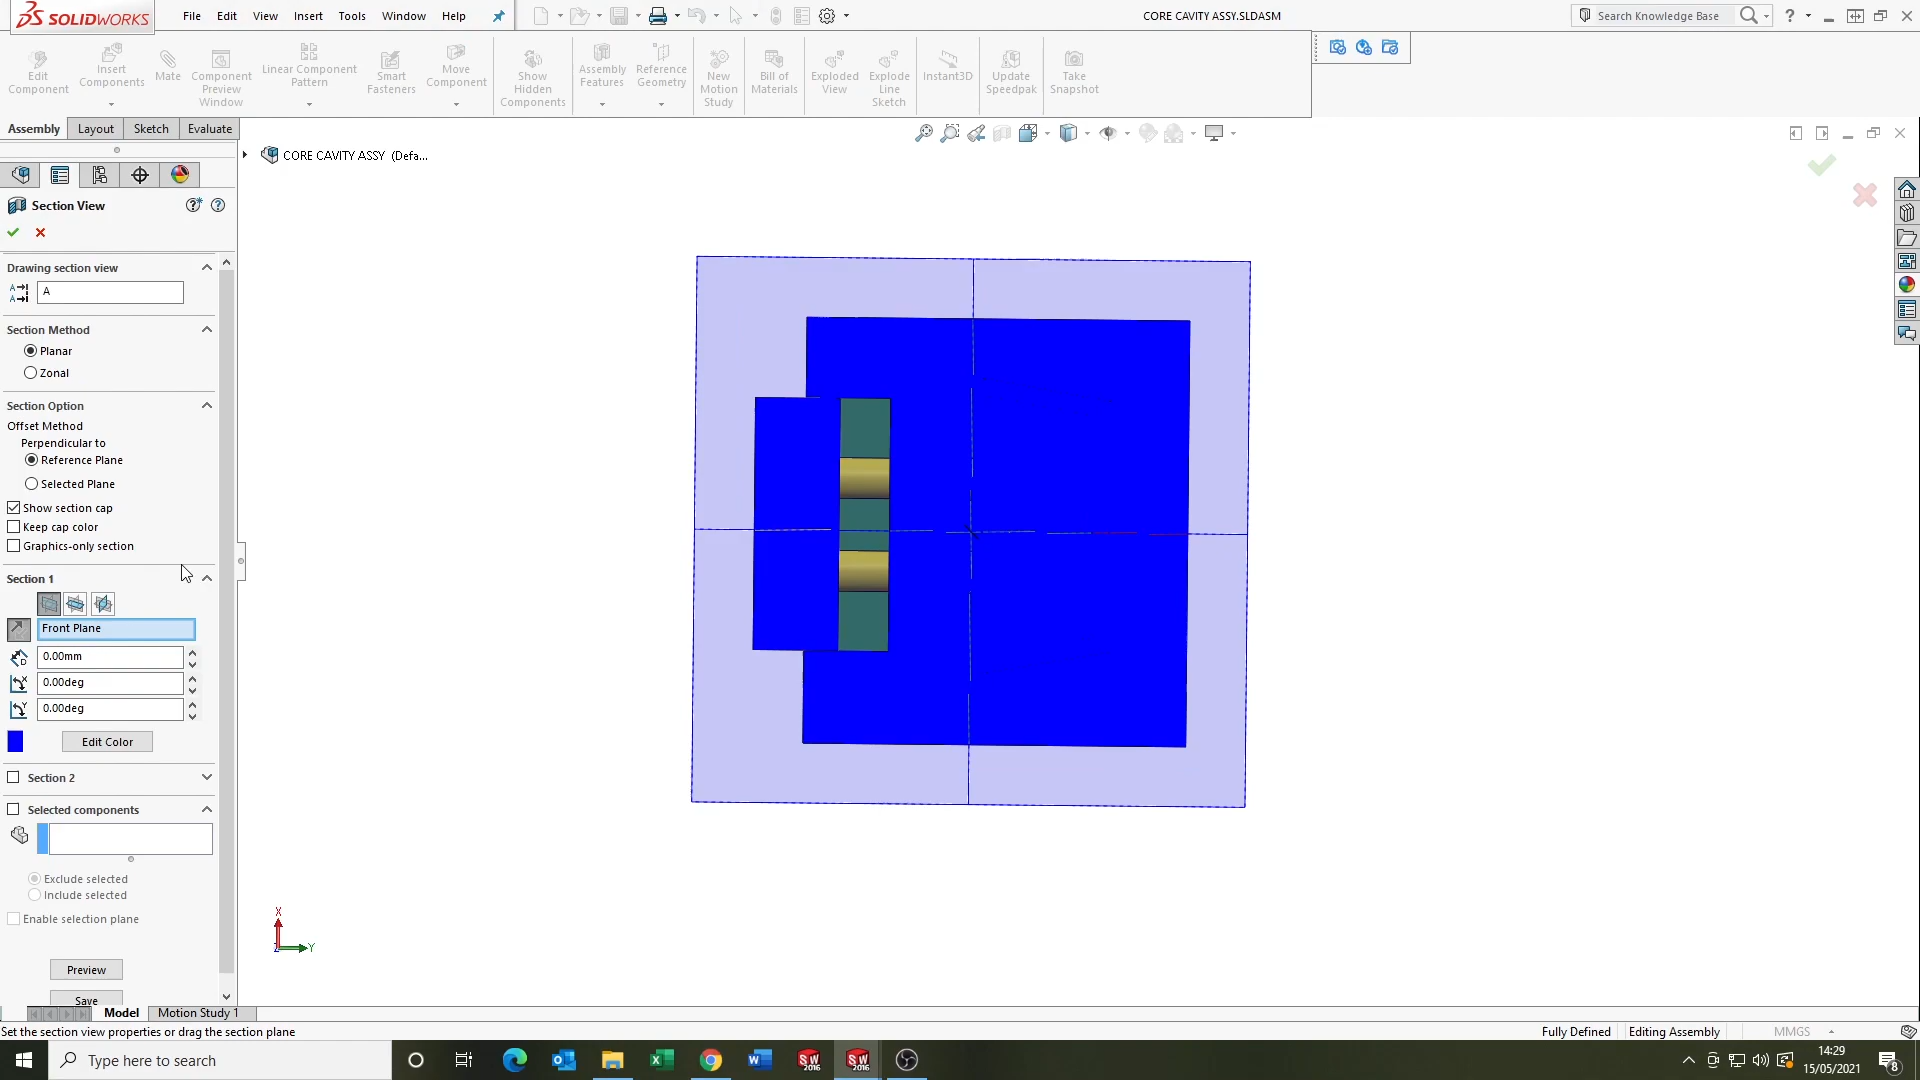 SOLIDWORKS
File Edit View Insert Tools Window Help
CORE CAVITY ASSY.SLDASM
Search Knowledge Base
Edit Component
Insert Components
Mate
Component Preview Window
Linear Component Pattern
Smart Fasteners
Move Component
Show Hidden Components
Assembly Features
Reference Geometry
New Motion Study
Bill of Materials
Exploded View
Explode Line Sketch
Instant3D
Update Speedpak
Take Snapshot
Assembly Layout Sketch Evaluate
CORE CAVITY ASSY (Defa...
Section View
Drawing section view
A
Section Method
Planar
Zonal
Section Option
Offset Method
Perpendicular to
Reference Plane
Selected Plane
Show section cap
Keep cap color
Graphics-only section
Section 1
Front Plane
0.00mm
0.00deg
0.00deg
Edit Color
Section 2
Selected components
Exclude selected
Include selected
Enable selection plane
Preview
Save
X
Y
Z
Model Motion Study 1
Set the section view properties or drag the section plane
Fully Defined Editing Assembly MMGS
Type here to search
SW 2016
SW 2016
14:29
15/05/2021
8